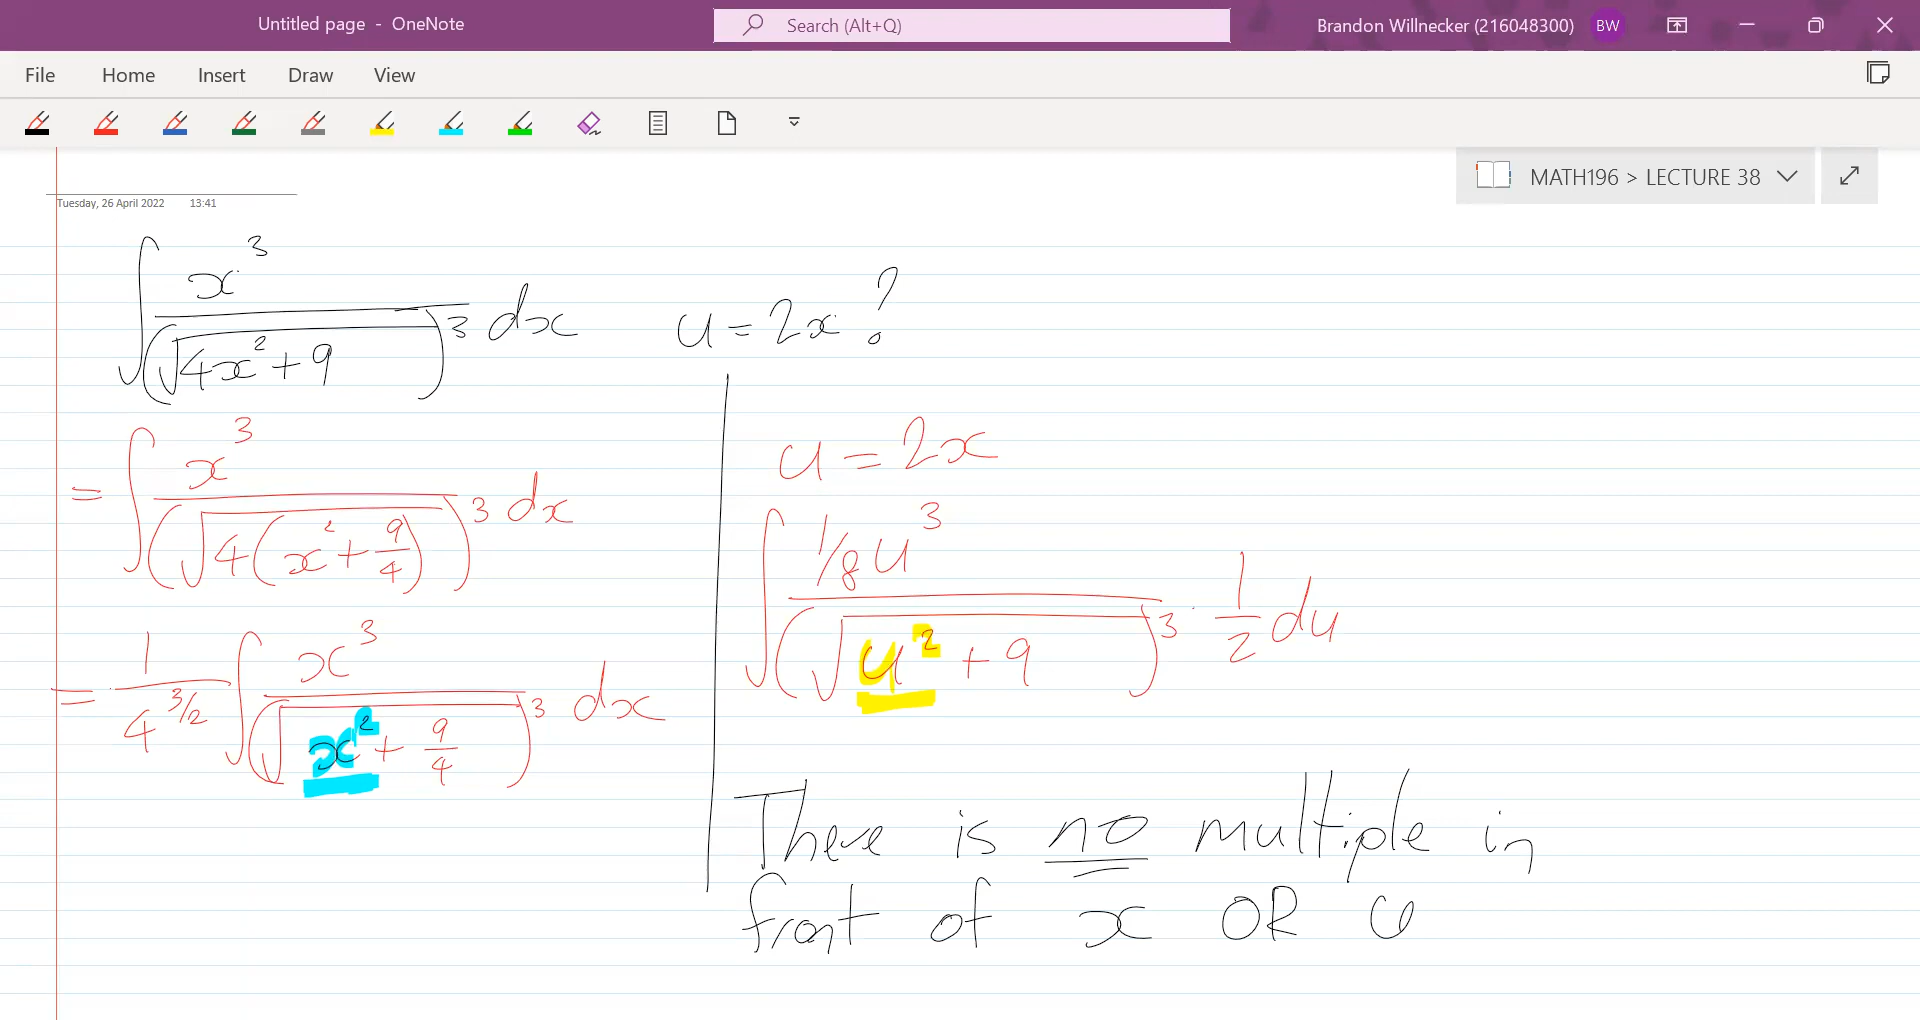 Untitled page - OneNote
Search (Alt+Q)
Brandon Willnecker (216048300) BW
File Home Insert Draw View
MATH196 > LECTURE 38
Tuesday, 26 April 2022 13:41
∫ x³ / (√(4x² + 9))³ dx u = 2x ?
= ∫ x³ / (√(4(x² + 9/4)))³ dx
= 1/4^(3/2) ∫ x³ / (√(x² + 9/4))³ dx
u = 2x
∫ 1/8 u³ / (√(u² + 9))³ · 1/2 du
There is no multiple in
front of x OR u